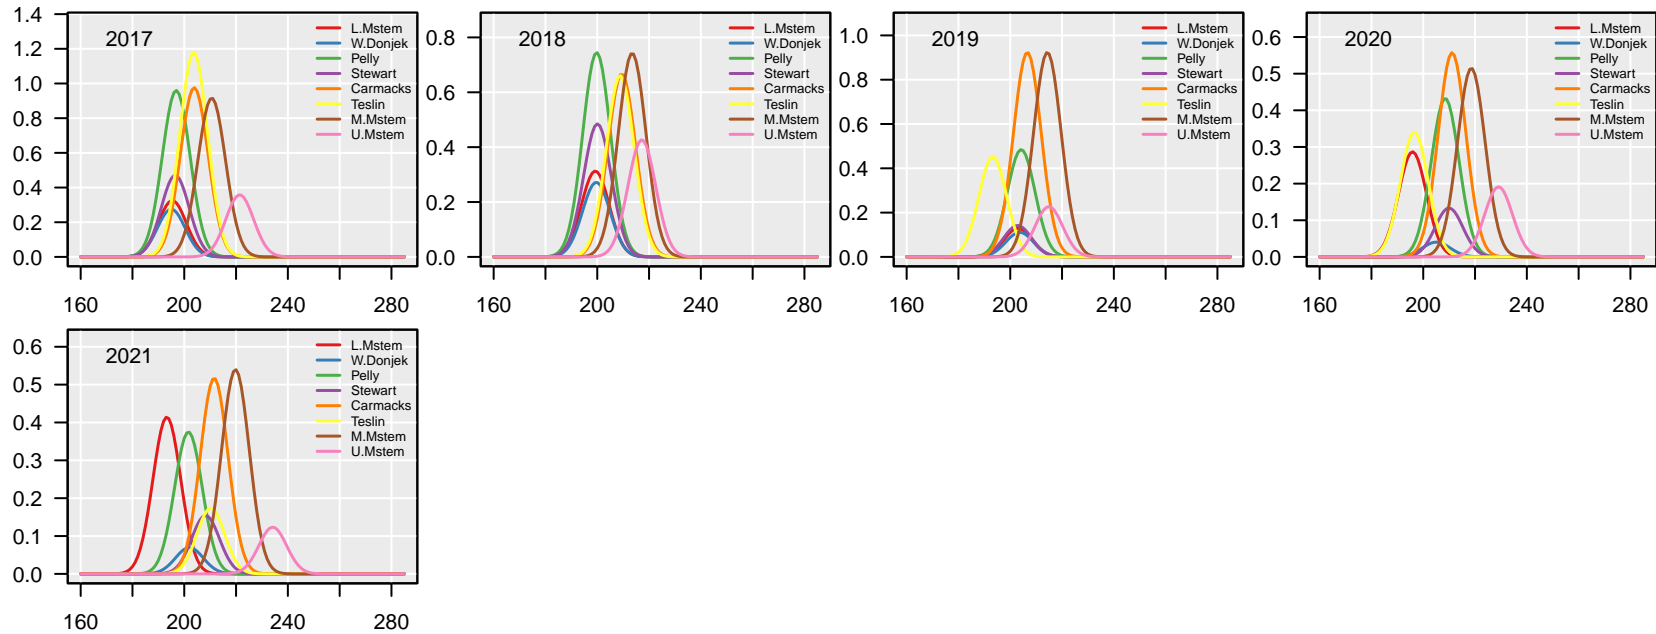 2017
1.4
1.2
1.0
0.8
0.6
0.4
0.2
0.0
160 200 240 280
L.Mstem
W.Donjek
Pelly
Stewart
Carmacks
Teslin
M.Mstem
U.Mstem
2018
0.8
0.6
0.4
0.2
0.0
160 200 240 280
L.Mstem
W.Donjek
Pelly
Stewart
Carmacks
Teslin
M.Mstem
U.Mstem
2019
1.0
0.8
0.6
0.4
0.2
0.0
160 200 240 280
L.Mstem
W.Donjek
Pelly
Stewart
Carmacks
Teslin
M.Mstem
U.Mstem
2020
0.6
0.5
0.4
0.3
0.2
0.1
0.0
160 200 240 280
L.Mstem
W.Donjek
Pelly
Stewart
Carmacks
Teslin
M.Mstem
U.Mstem
2021
0.6
0.5
0.4
0.3
0.2
0.1
0.0
160 200 240 280
L.Mstem
W.Donjek
Pelly
Stewart
Carmacks
Teslin
M.Mstem
U.Mstem